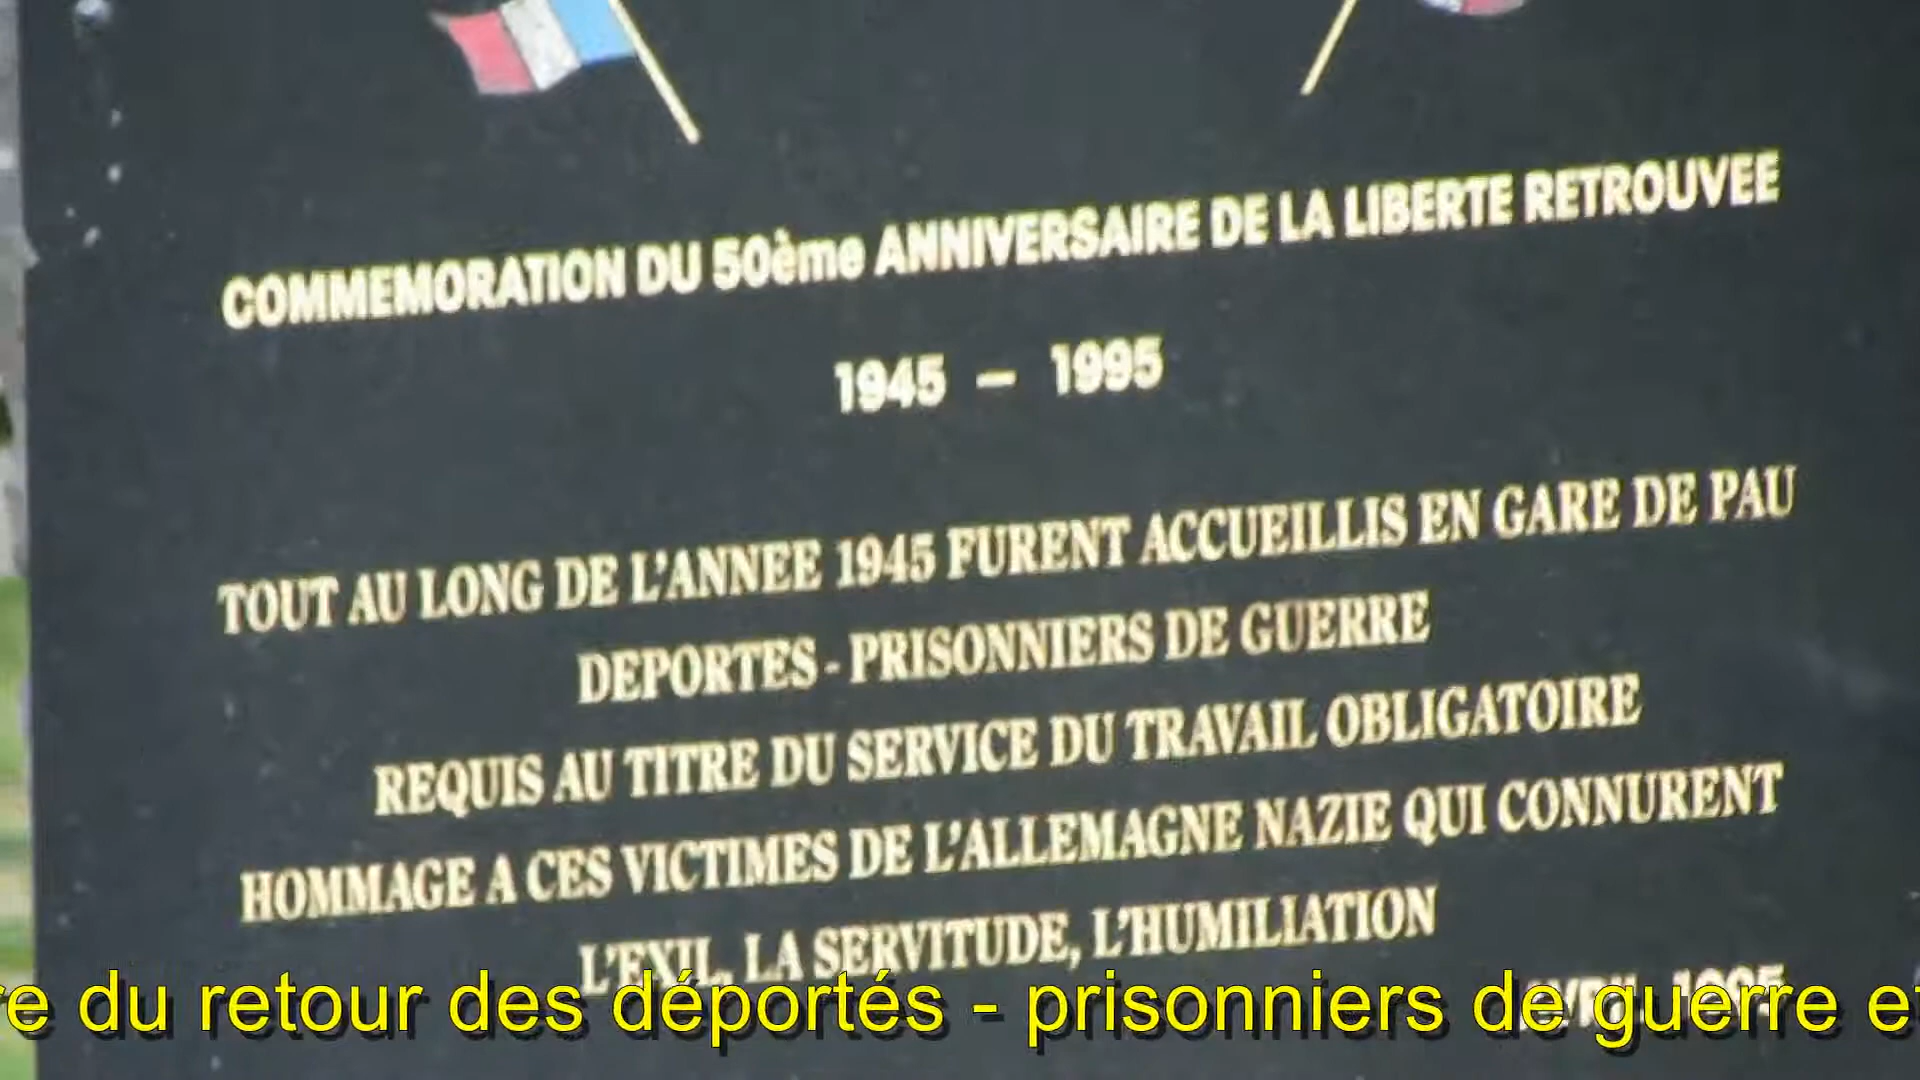 COMMEMORATION DU 50ème ANNIVERSAIRE DE LA LIBERTE RETROUVEE
1945 – 1995
TOUT AU LONG DE L'ANNEE 1945 FURENT ACCUEILLIS EN GARE DE PAU
DEPORTES - PRISONNIERS DE GUERRE
REQUIS AU TITRE DU SERVICE DU TRAVAIL OBLIGATOIRE
HOMMAGE A CES VICTIMES DE L'ALLEMAGNE NAZIE QUI CONNURENT
L'EXIL, LA SERVITUDE, L'HUMILIATION
AVRIL 1995
du retour des déportés - prisonniers de guerre